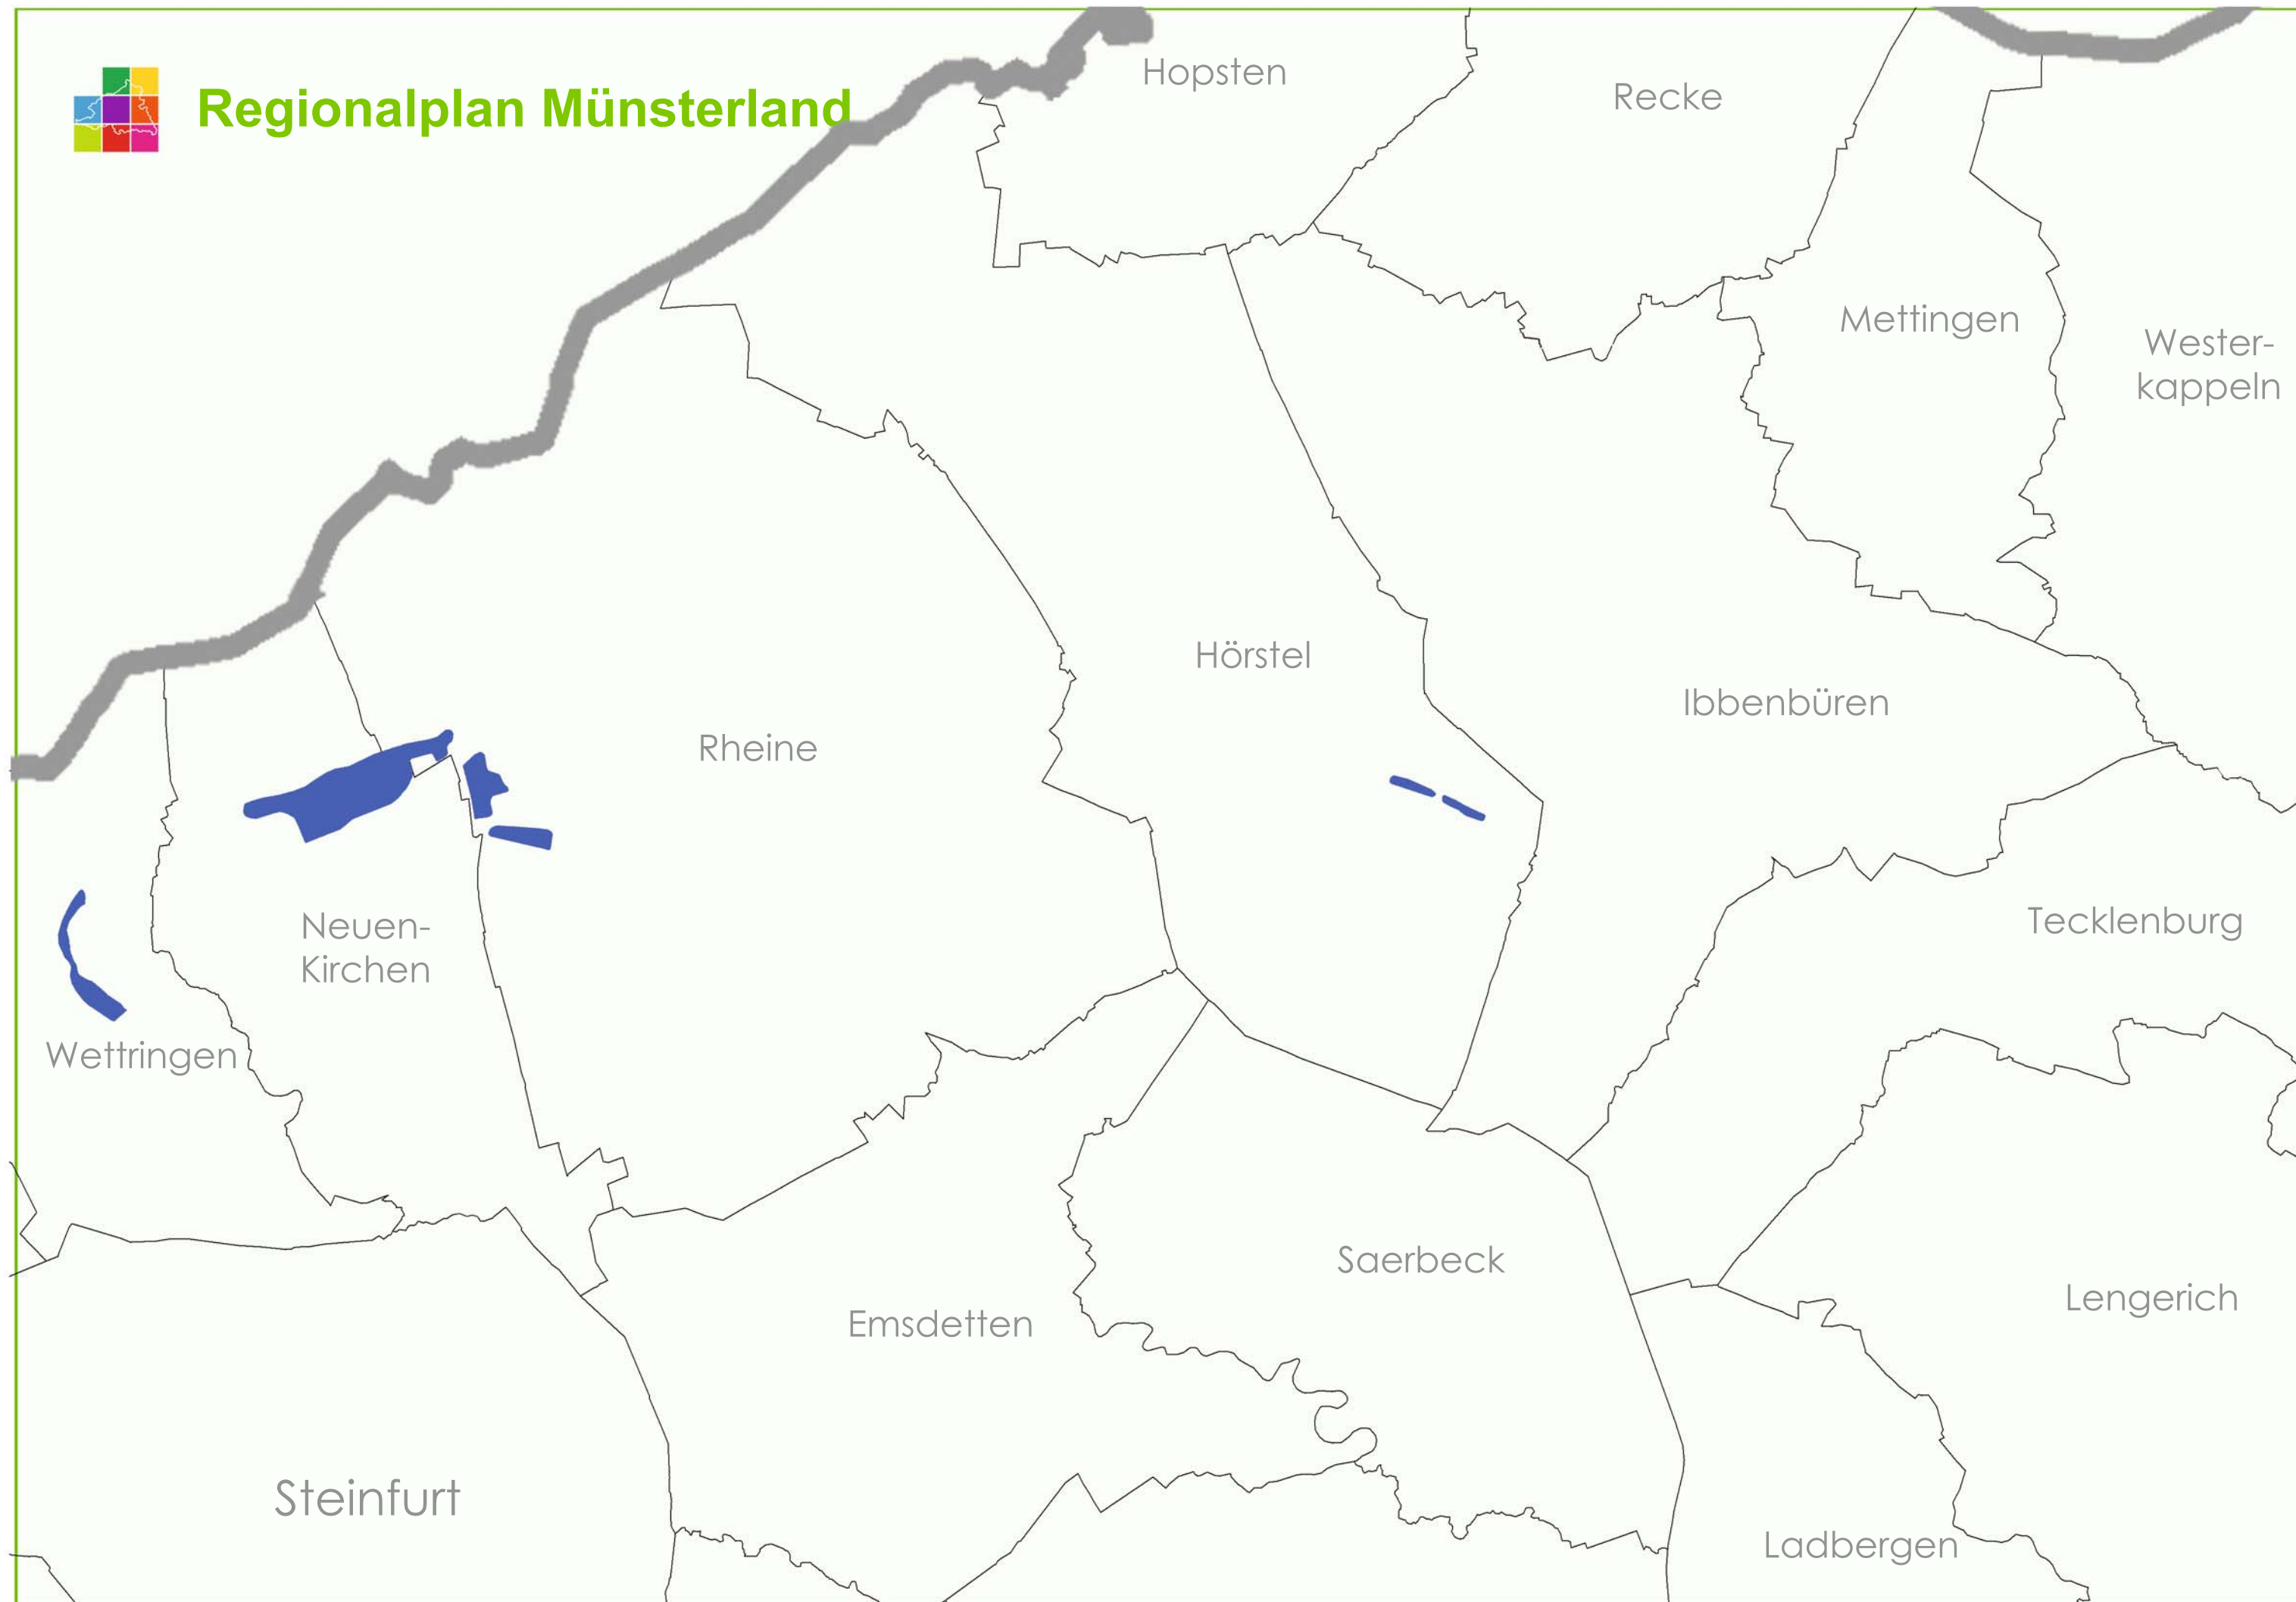 Regionalplan Münsterland
Hopsten
Recke
Mettingen
Wester-
kappeln
Hörstel
Ibbenbüren
Rheine
Tecklenburg
Neuen-
Kirchen
Wettringen
Saerbeck
Lengerich
Emsdetten
Steinfurt
Ladbergen